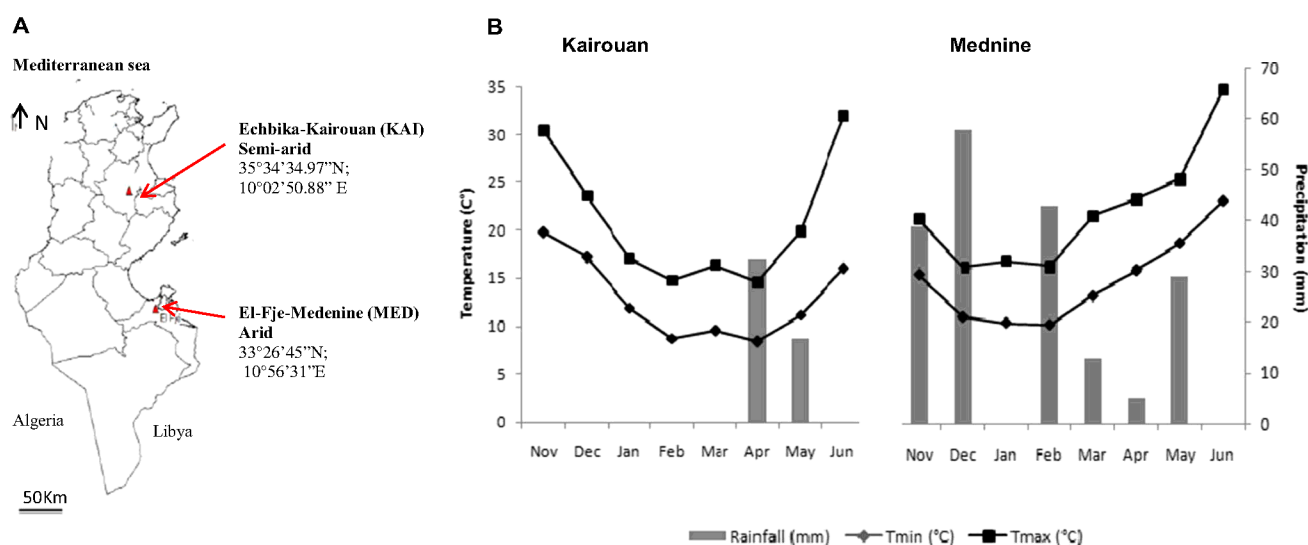 A
Mediterranean sea
N
Echbika-Kairouan (KAI)
Semi-arid
35°34’34.97”N;
10°02’50.88” E
El-Fje-Medenine (MED)
Arid
33°26’45”N;
10°56’31”E
Algeria
Libya
50Km
B
Kairouan
Mednine
Temperature (C°)
35
30
25
20
15
10
5
0
Nov Dec Jan Feb Mar Apr May Jun
Nov Dec Jan Feb Mar Apr May Jun
70
60
50
40
30
20
10
0
Precipitation (mm)
Rainfall (mm) Tmin (°C) Tmax (°C)